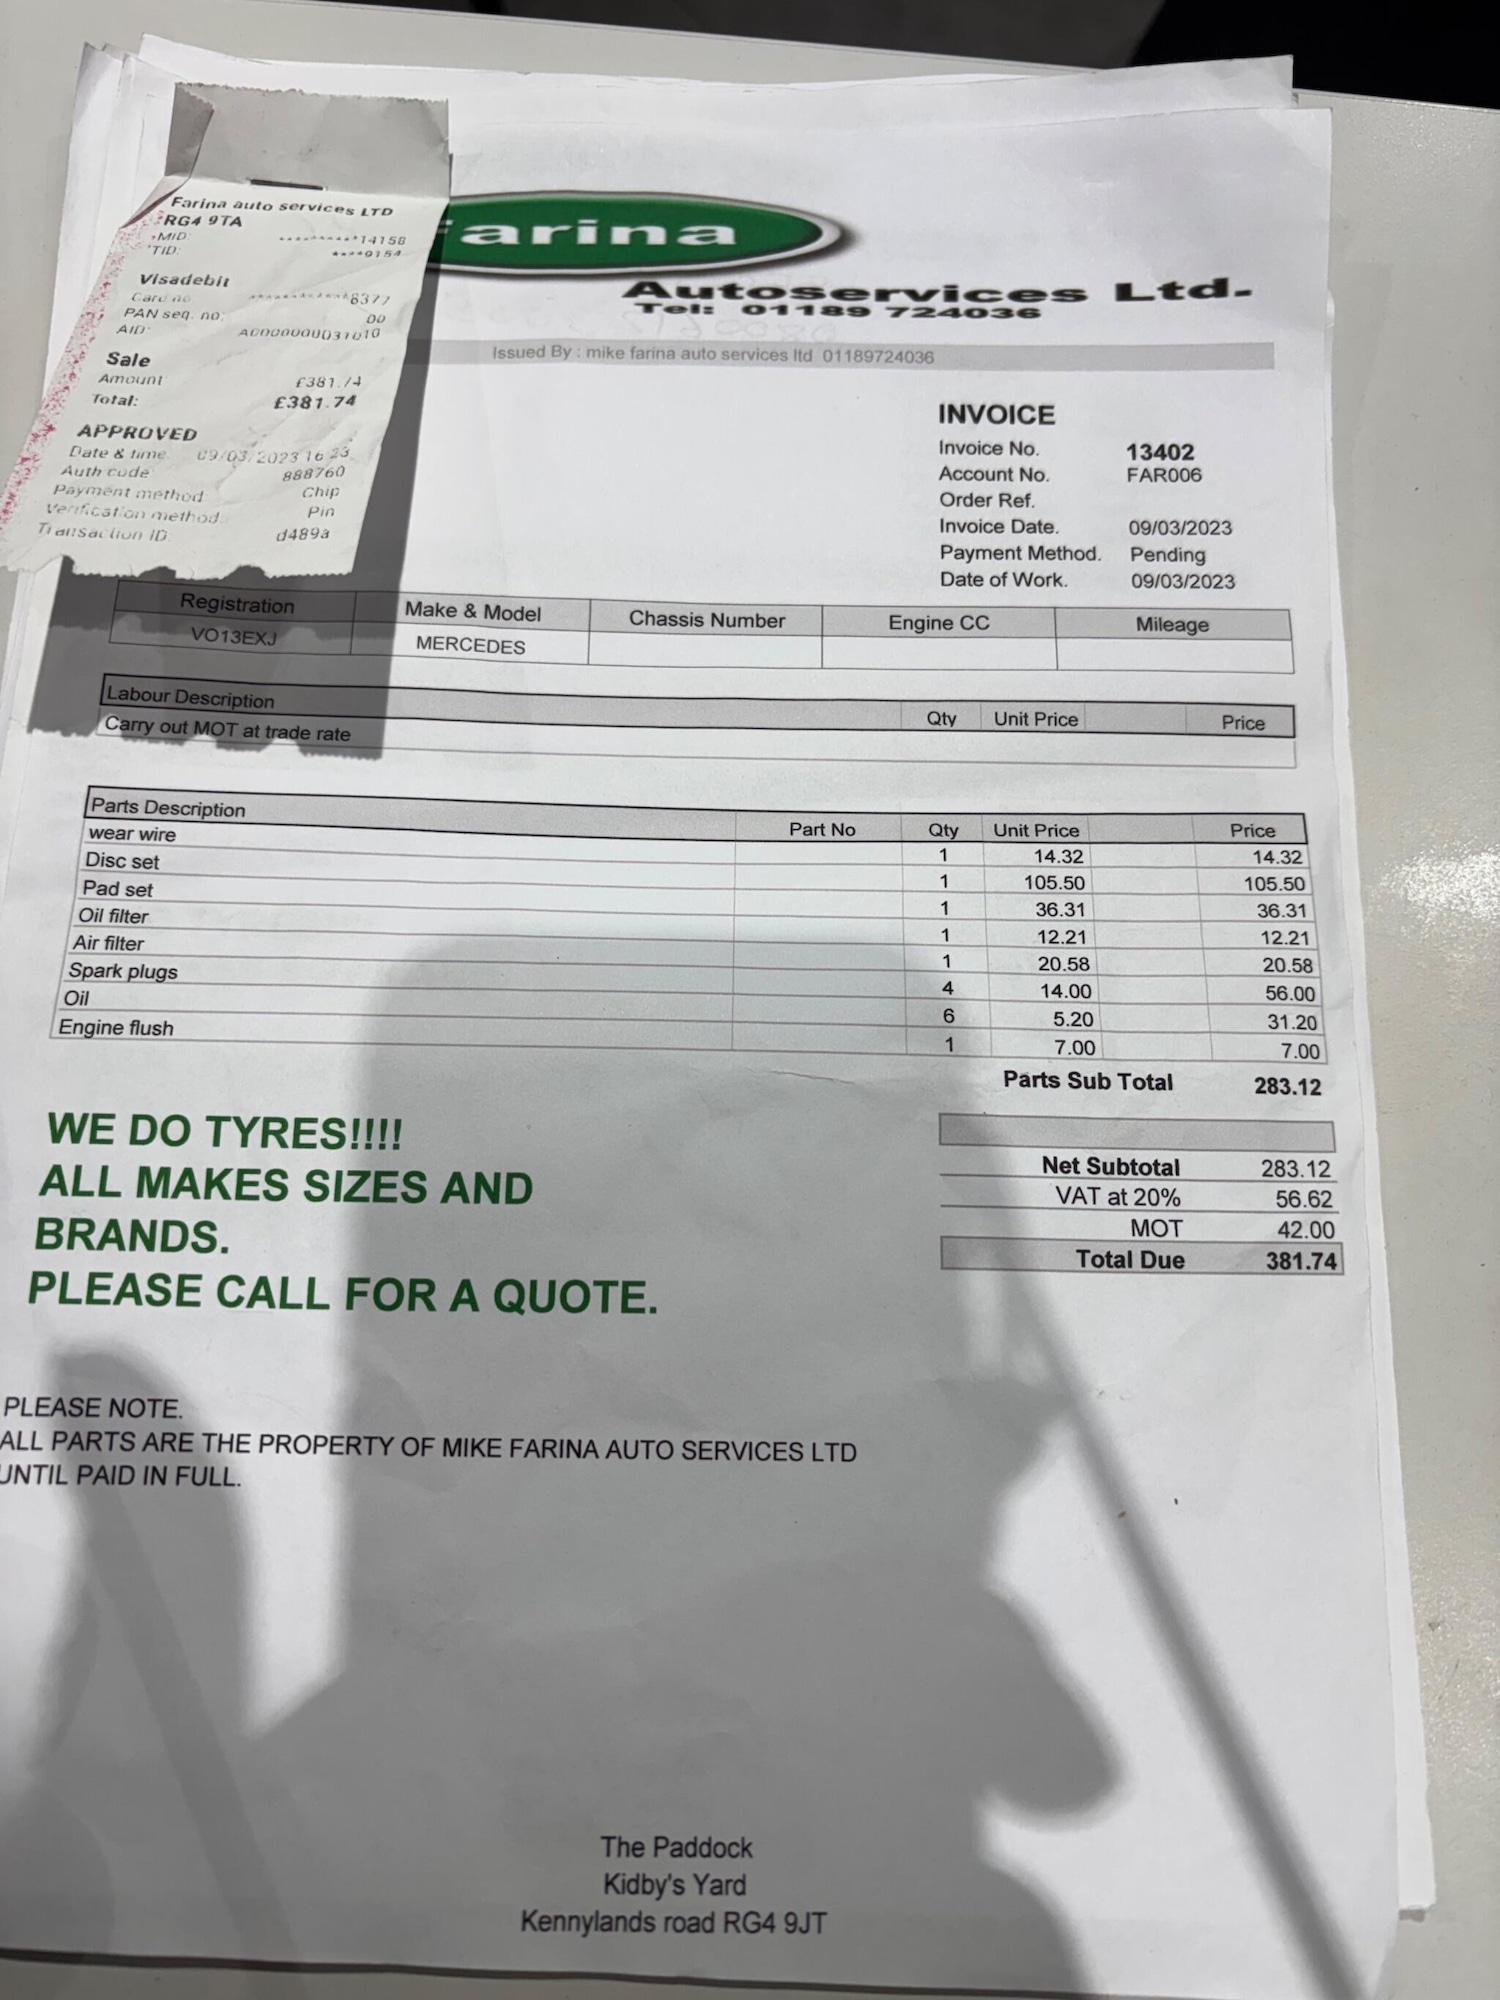 Farina auto services LTD
RG4 9TA
MID: *********14158
TID: ****9154
Visadebit
Card no ************8377
PAN seq. no: 00
AID: A0000000031010
Sale
Amount £381.74
Total: £381.74
APPROVED
Date & time 09/03/2023 16:23
Auth code 888760
Payment method Chip
Verification method Pin
Transaction ID d489a
arina
Autoservices Ltd.
Tel: 01189 724036
Issued By : mike farina auto services ltd 01189724036
INVOICE
Invoice No. 13402
Account No. FAR006
Order Ref.
Invoice Date. 09/03/2023
Payment Method. Pending
Date of Work. 09/03/2023
Registration Make & Model Chassis Number Engine CC Mileage
VO13EXJ MERCEDES
Labour Description Qty Unit Price Price
Carry out MOT at trade rate
Parts Description Part No Qty Unit Price Price
wear wire 1 14.32 14.32
Disc set 1 105.50 105.50
Pad set 1 36.31 36.31
Oil filter 1 12.21 12.21
Air filter 1 20.58 20.58
Spark plugs 4 14.00 56.00
Oil 6 5.20 31.20
Engine flush 1 7.00 7.00
Parts Sub Total 283.12
Net Subtotal 283.12
VAT at 20% 56.62
MOT 42.00
Total Due 381.74
WE DO TYRES!!!!
ALL MAKES SIZES AND
BRANDS.
PLEASE CALL FOR A QUOTE.
PLEASE NOTE.
ALL PARTS ARE THE PROPERTY OF MIKE FARINA AUTO SERVICES LTD
UNTIL PAID IN FULL.
The Paddock
Kidby's Yard
Kennylands road RG4 9JT